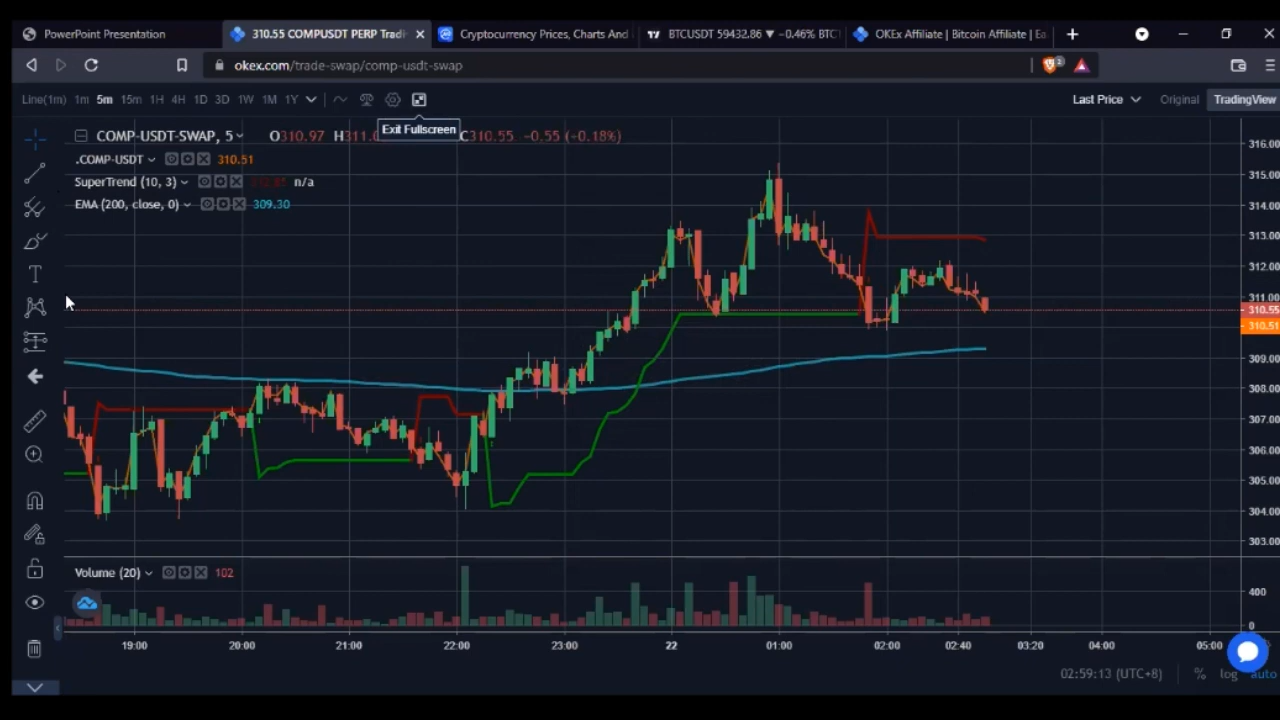 PowerPoint Presentation
310.55 COMPUSDT PERP Tradi
Cryptocurrency Prices, Charts And
BTCUSDT 59432.86 ▼ −0.46% BTC
OKEx Affiliate | Bitcoin Affiliate | Ea
okex.com/trade-swap/comp-usdt-swap
Line(1m) 1m 5m 15m 1H 4H 1D 3D 1W 1M 1Y
Last Price Original TradingView
Exit Fullscreen
COMP-USDT-SWAP, 5 O310.97 C310.55 −0.55 (−0.18%)
.COMP-USDT 310.51
SuperTrend (10, 3) n/a
EMA (200, close, 0) 309.30
316.00
315.00
314.00
313.00
312.00
311.00
310.55
310.51
309.00
308.00
307.00
306.00
305.00
304.00
303.00
Volume (20) 102
400
0
19:00 20:00 21:00 22:00 23:00 22 01:00 02:00 02:40 03:20 04:00 05:00
02:59:13 (UTC+8) % log auto